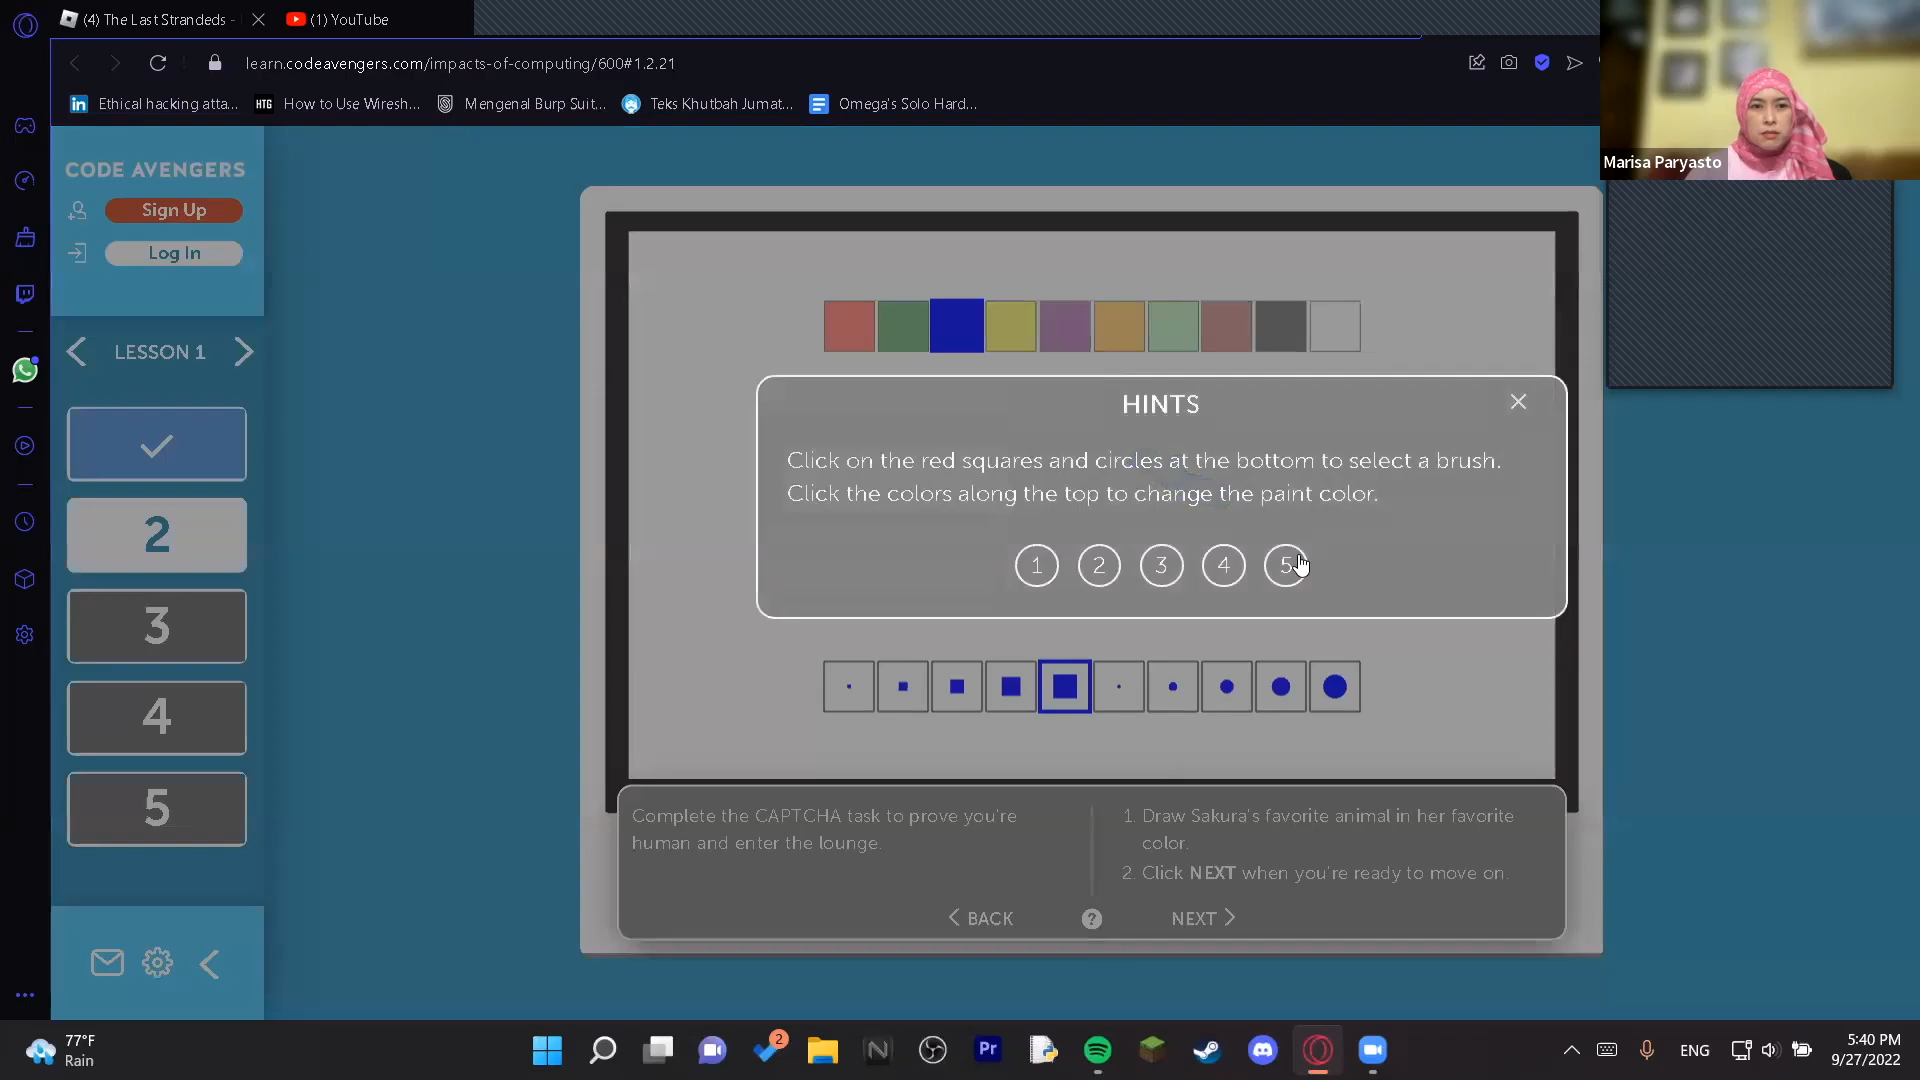 (4) The Last Strandeds -
(1) YouTube
learn.codeavengers.com/impacts-of-computing/600#1.2.21
Ethical hacking atta...
HTG
How to Use Wiresh...
Mengenal Burp Suit...
Teks Khutbah Jumat...
Omega's Solo Hard...
Marisa Paryasto
CODE AVENGERS
Sign Up
Log In
LESSON 1
2
3
4
5
HINTS
Click on the red squares and circles at the bottom to select a brush.
Click the colors along the top to change the paint color.
1 2 3 4 5
Complete the CAPTCHA task to prove you're
human and enter the lounge.
1. Draw Sakura's favorite animal in her favorite
color.
2. Click NEXT when you're ready to move on.
BACK
?
NEXT
77°F
Rain
2
Pr
ENG
5:40 PM
9/27/2022